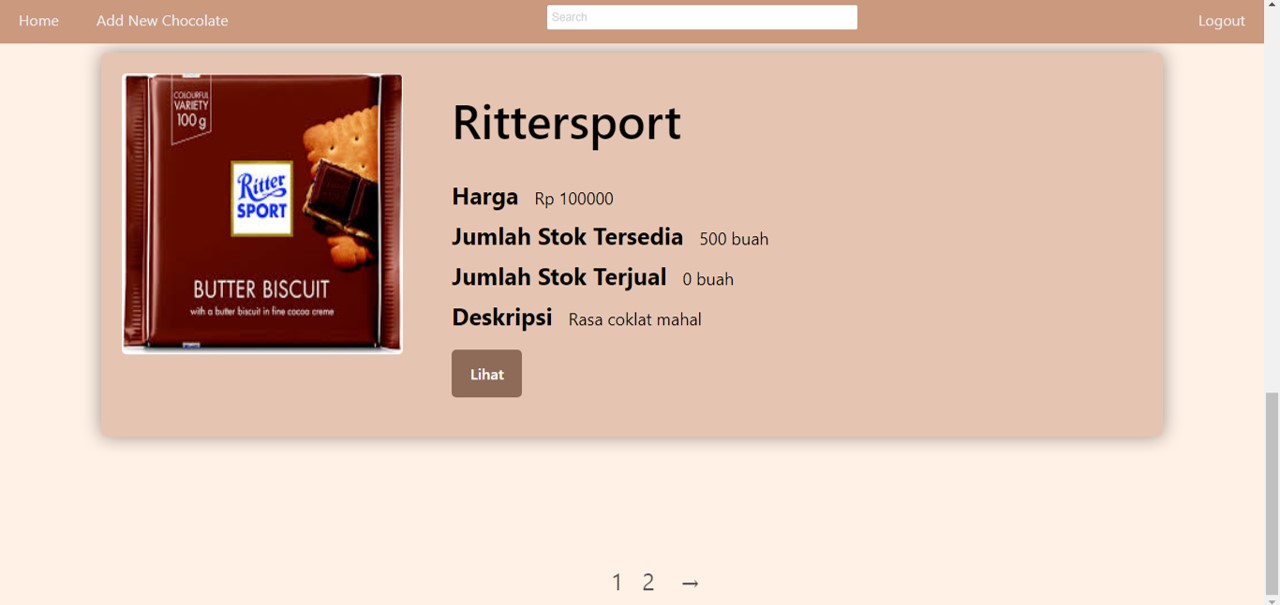 Home Add New Chocolate Search Logout
COLOURFUL
VARIETY
100 g
Ritter
SPORT
BUTTER BISCUIT
with a butter biscuit in fine cocoa creme
Rittersport
Harga Rp 100000
Jumlah Stok Tersedia 500 buah
Jumlah Stok Terjual 0 buah
Deskripsi Rasa coklat mahal
Lihat
1 2 →